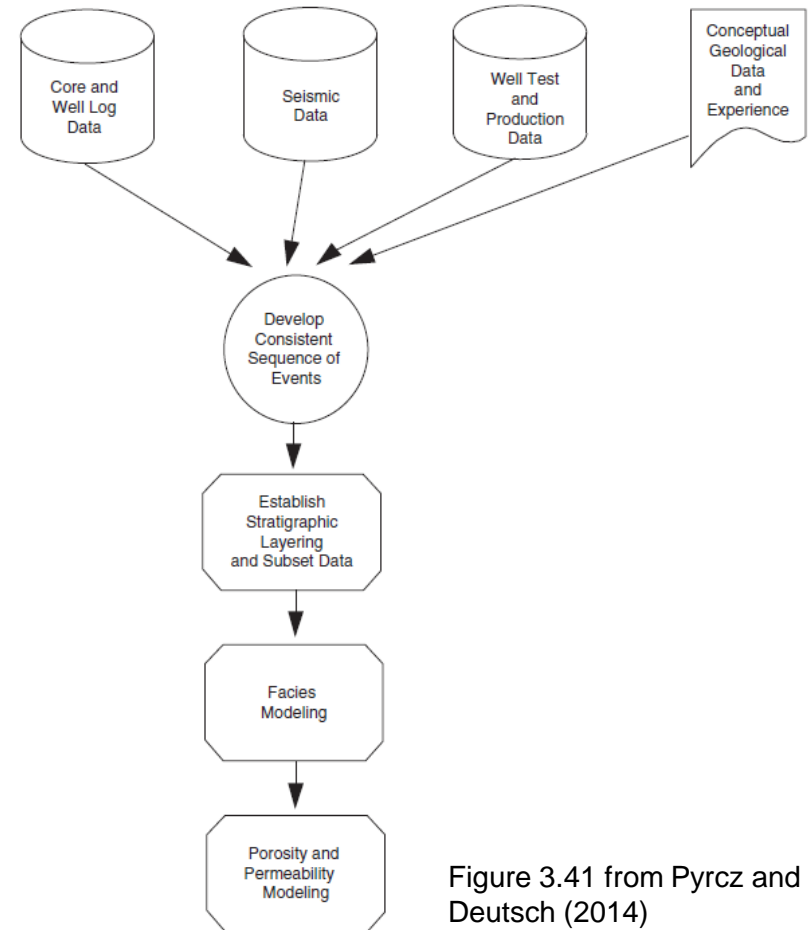 Core and
Well Log
Data
Seismic
Data
Well Test
and
Production
Data
Conceptual
Geological
Data
and
Experience
Develop
Consistent
Sequence of
Events
Establish
Stratigraphic
Layering
and Subset Data
Facies
Modeling
Porosity and
Permeability
Modeling
Figure 3.41 from Pyrcz and
Deutsch (2014)